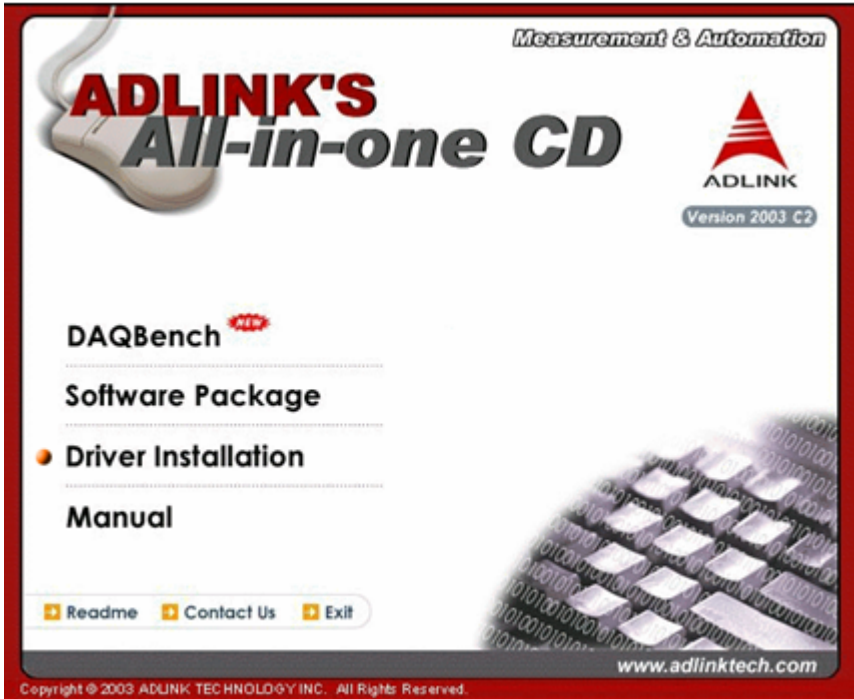 Measurement & Automation
ADLINK'S
All-in-one CD
ADLINK
Version 2003 C2
DAQBench NEW
Software Package
Driver Installation
Manual
Readme Contact Us Exit
www.adlinktech.com
Copyright © 2003 ADLINK TECHNOLOGY INC. All Rights Reserved.